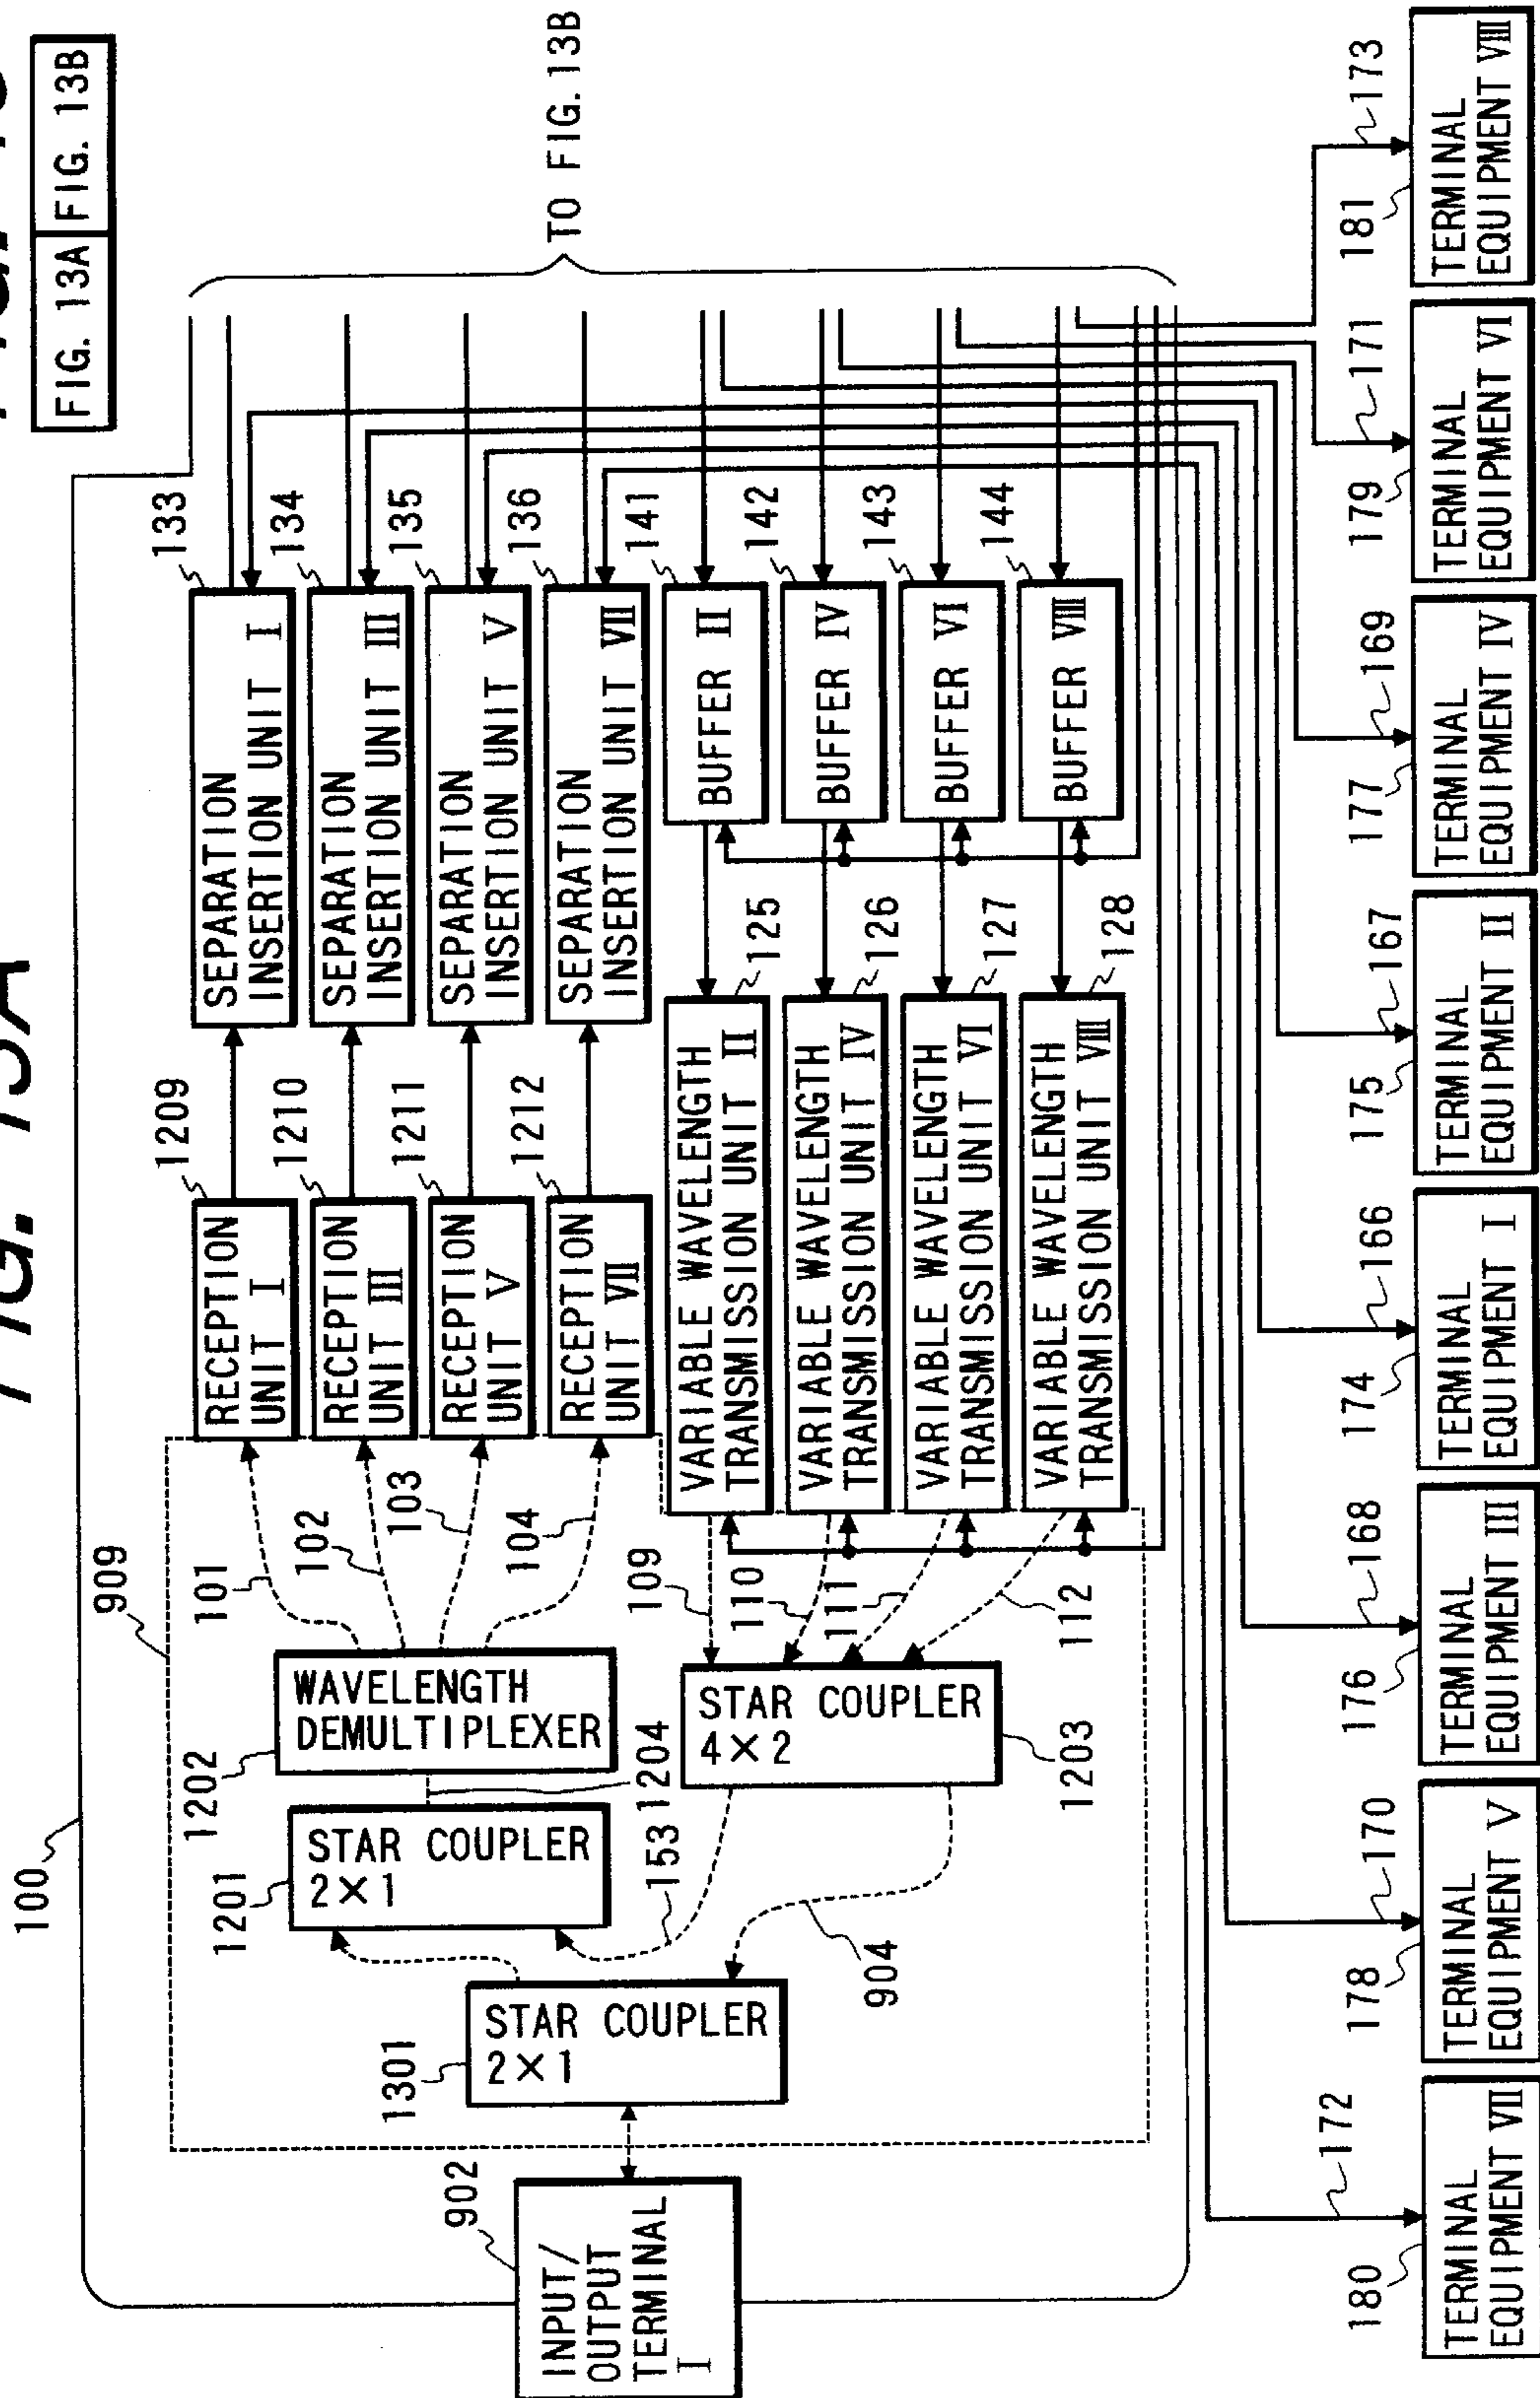 FIG. 13A
FIG. 13A
FIG. 13B
100
909
902
INPUT/
OUTPUT
TERMINAL
I
1301
STAR COUPLER
2×1
1201
STAR COUPLER
2×1
1202
WAVELENGTH
DEMULTIPLEXER
1204
153
904
STAR COUPLER
4×2
1203
101
102
103
104
109
110
111
112
1209
RECEPTION
UNIT I
1210
RECEPTION
UNIT III
1211
RECEPTION
UNIT V
1212
RECEPTION
UNIT VII
133
SEPARATION
INSERTION UNIT I
134
SEPARATION
INSERTION UNIT III
135
SEPARATION
INSERTION UNIT V
136
SEPARATION
INSERTION UNIT VII
VARIABLE WAVELENGTH
TRANSMISSION UNIT II
125
VARIABLE WAVELENGTH
TRANSMISSION UNIT IV
126
VARIABLE WAVELENGTH
TRANSMISSION UNIT VI
127
VARIABLE WAVELENGTH
TRANSMISSION UNIT VIII
128
141
BUFFER II
142
BUFFER IV
143
BUFFER VI
144
BUFFER VIII
TO FIG. 13B
172
180
TERMINAL
EQUIPMENT VII
170
178
TERMINAL
EQUIPMENT V
168
176
TERMINAL
EQUIPMENT III
166
174
TERMINAL
EQUIPMENT I
167
175
TERMINAL
EQUIPMENT II
169
177
TERMINAL
EQUIPMENT IV
171
179
TERMINAL
EQUIPMENT VI
173
181
TERMINAL
EQUIPMENT VIII